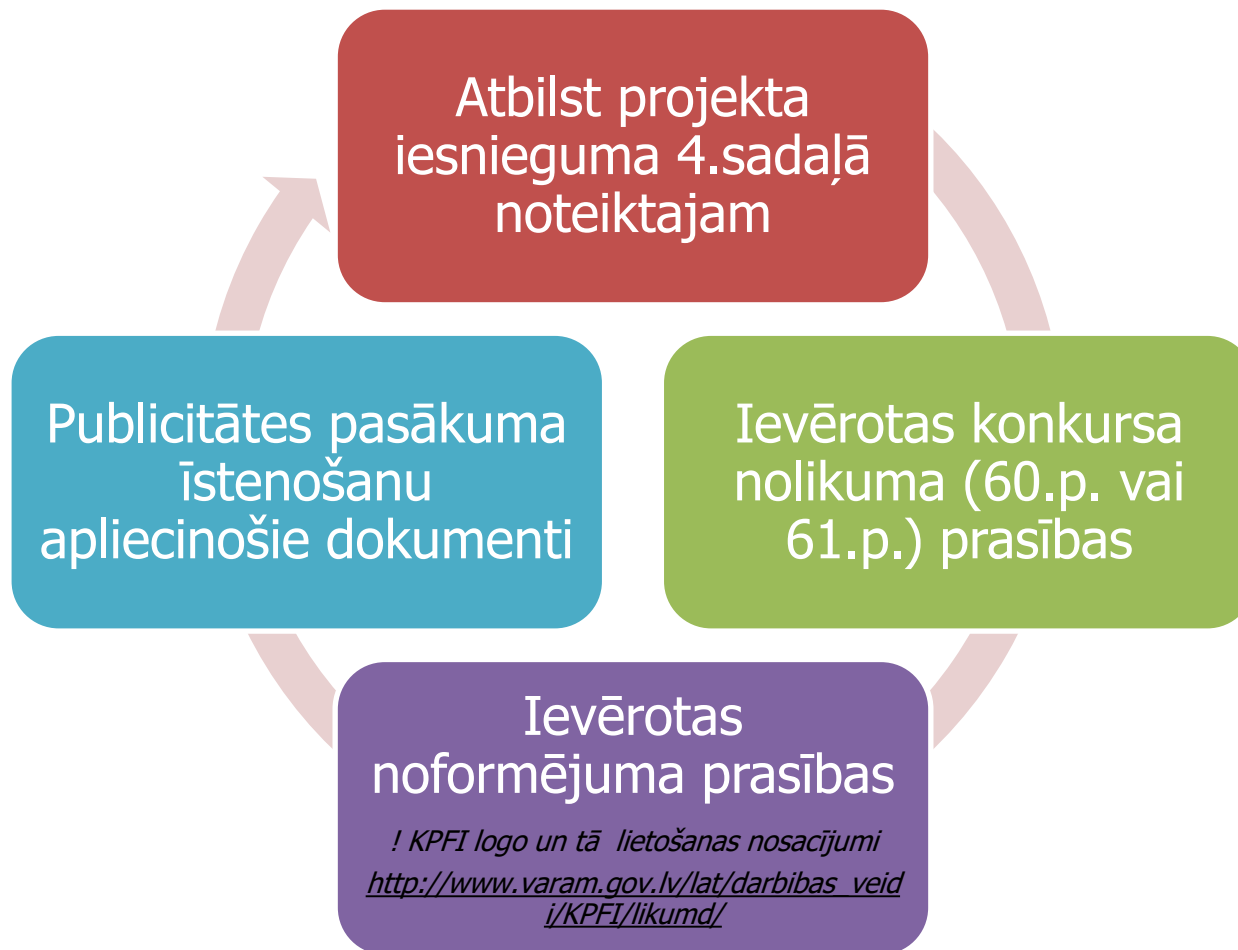 Atbilst projekta
iesnieguma 4.sadaļā
noteiktajam
Ievērotas konkursa
nolikuma (60.p. vai
61.p.) prasības
Ievērotas
noformējuma prasības
! KPFI logo un tā  lietošanas nosacījumi
http://www.varam.gov.lv/lat/darbibas_veid
i/KPFI/likumd/
Publicitātes pasākuma
īstenošanu
apliecinošie dokumenti